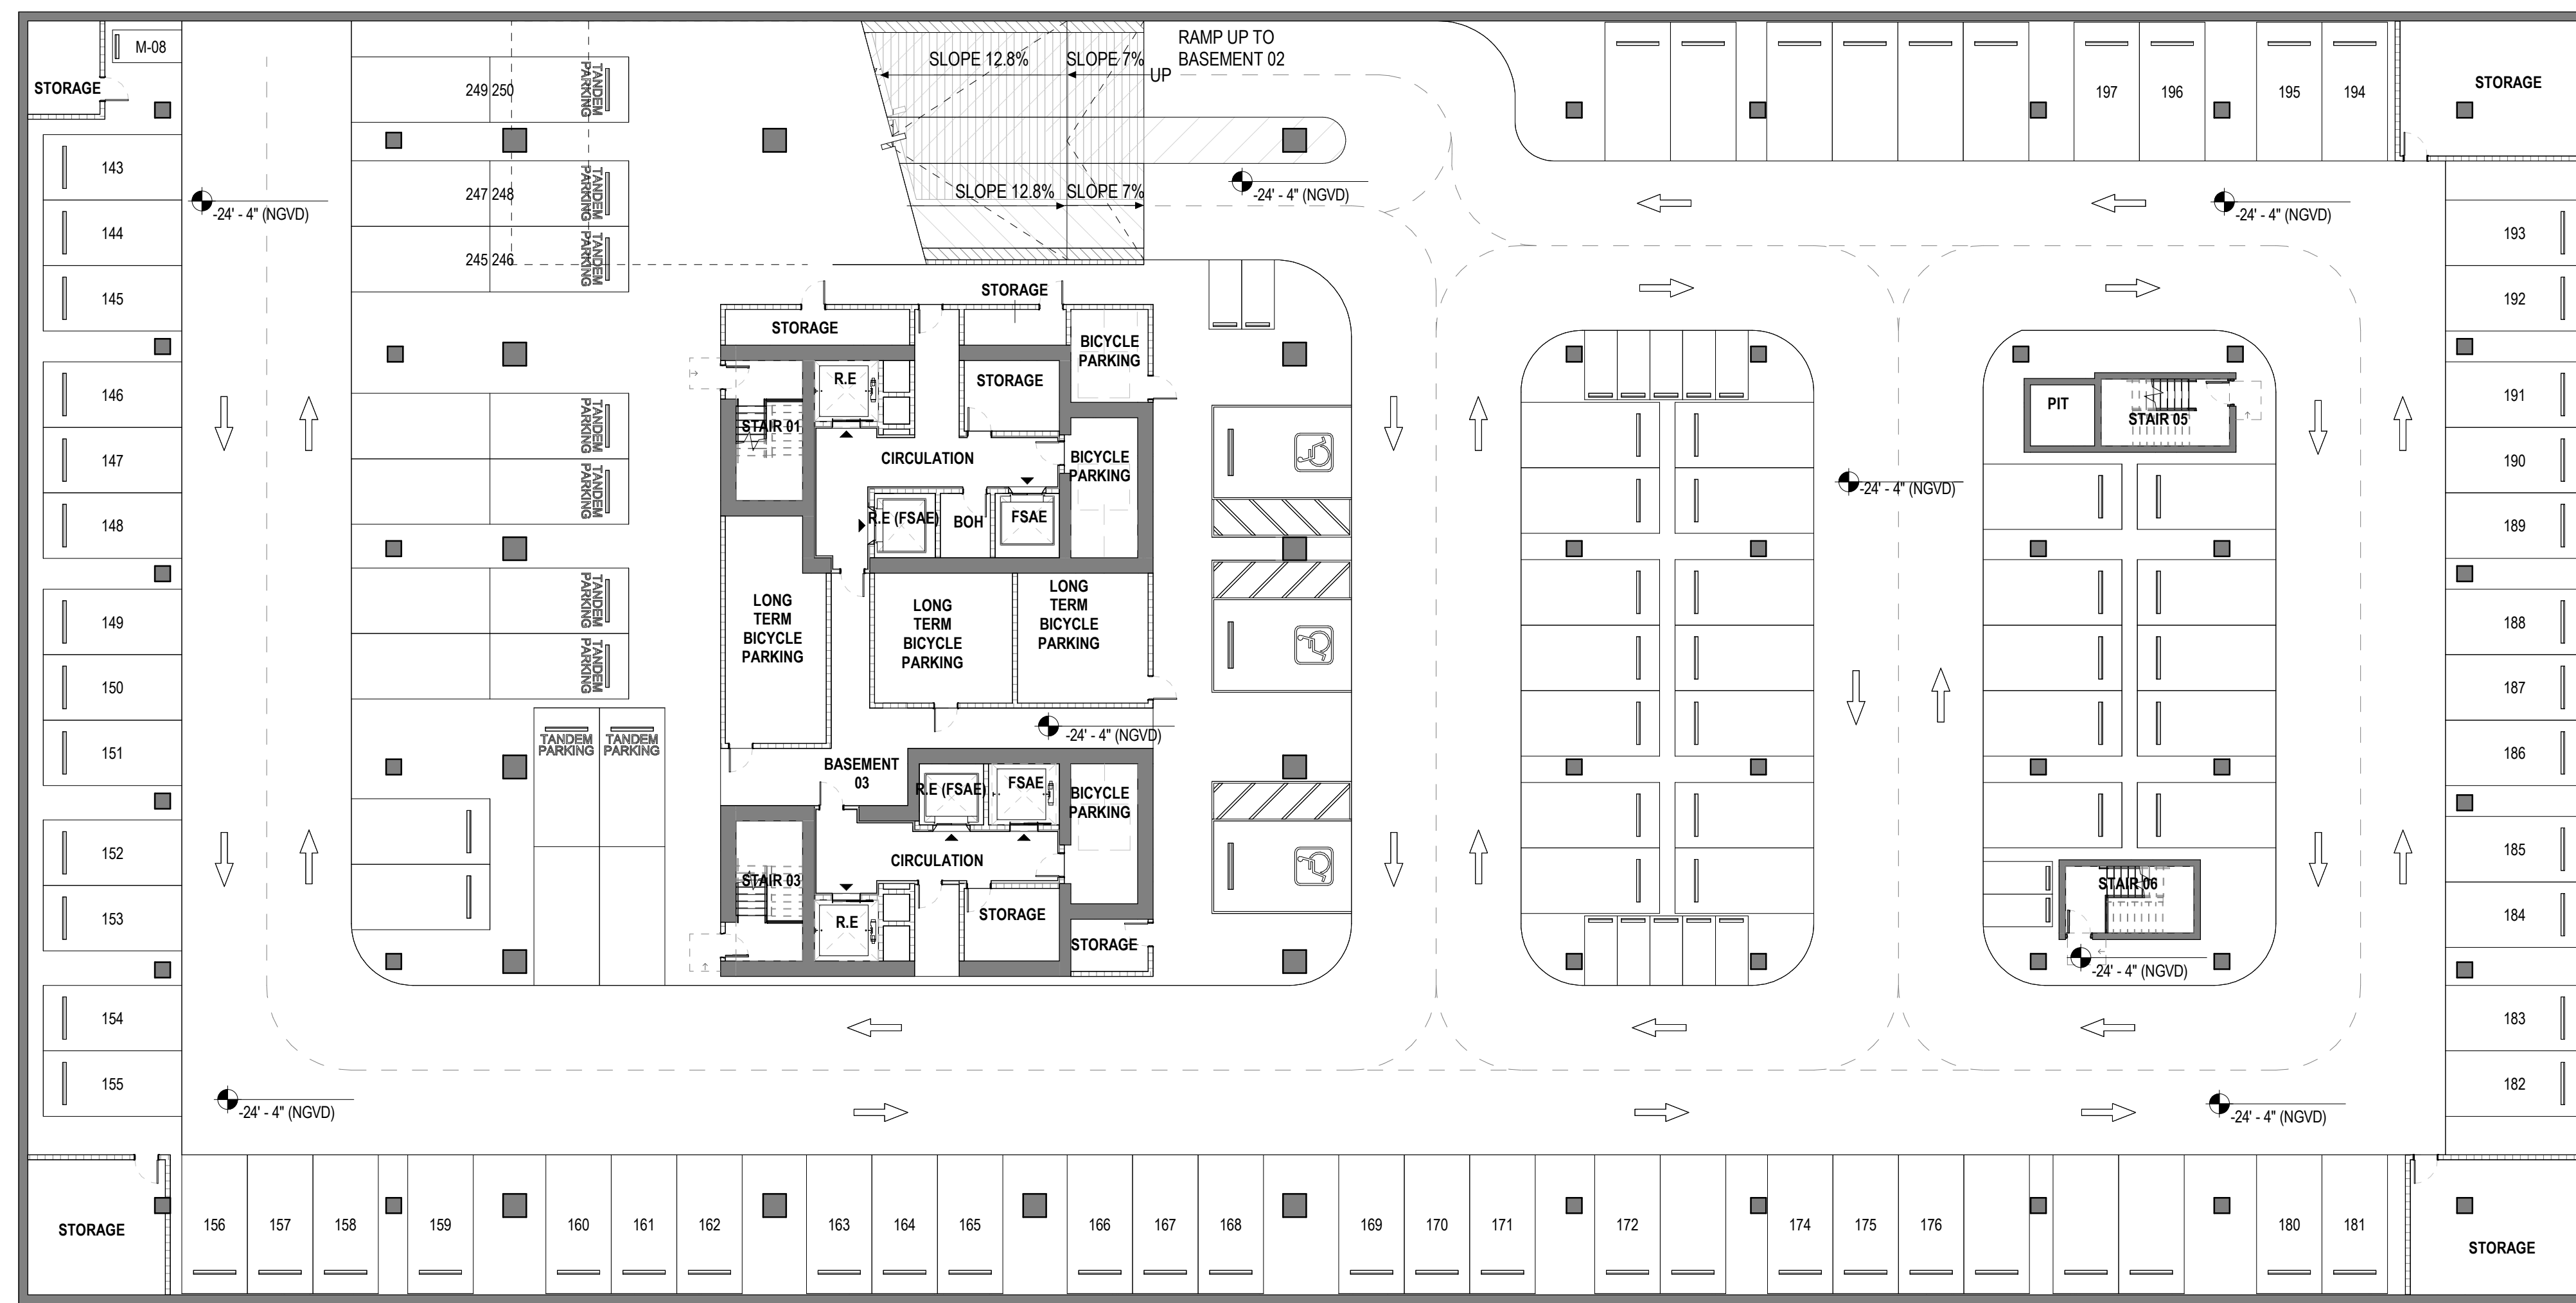 M-08
STORAGE
143
144
145
146
147
148
149
150
151
152
153
154
155
STORAGE
-24' - 4" (NGVD)
-24' - 4" (NGVD)
249
250
TANDEM
PARKING
247
248
TANDEM
PARKING
245
246
TANDEM
PARKING
TANDEM
PARKING
TANDEM
PARKING
TANDEM
PARKING
TANDEM
PARKING
TANDEM
PARKING
TANDEM
PARKING
SLOPE 12.8%
SLOPE 7%
UP
RAMP UP TO
BASEMENT 02
SLOPE 12.8%
SLOPE 7%
-24' - 4" (NGVD)
STORAGE
STORAGE
BICYCLE
PARKING
R.E
STORAGE
STAIR 01
CIRCULATION
BICYCLE
PARKING
R.E (FSAE)
BOH
FSAE
LONG
TERM
BICYCLE
PARKING
LONG
TERM
BICYCLE
PARKING
LONG
TERM
BICYCLE
PARKING
-24' - 4" (NGVD)
BASEMENT
03
R.E (FSAE)
FSAE
BICYCLE
PARKING
CIRCULATION
STAIR 03
R.E
STORAGE
STORAGE
197
196
195
194
STORAGE
-24' - 4" (NGVD)
-24' - 4" (NGVD)
PIT
STAIR 05
STAIR 06
-24' - 4" (NGVD)
-24' - 4" (NGVD)
193
192
191
190
189
188
187
186
185
184
183
182
156
157
158
159
160
161
162
163
164
165
166
167
168
169
170
171
172
174
175
176
180
181
STORAGE